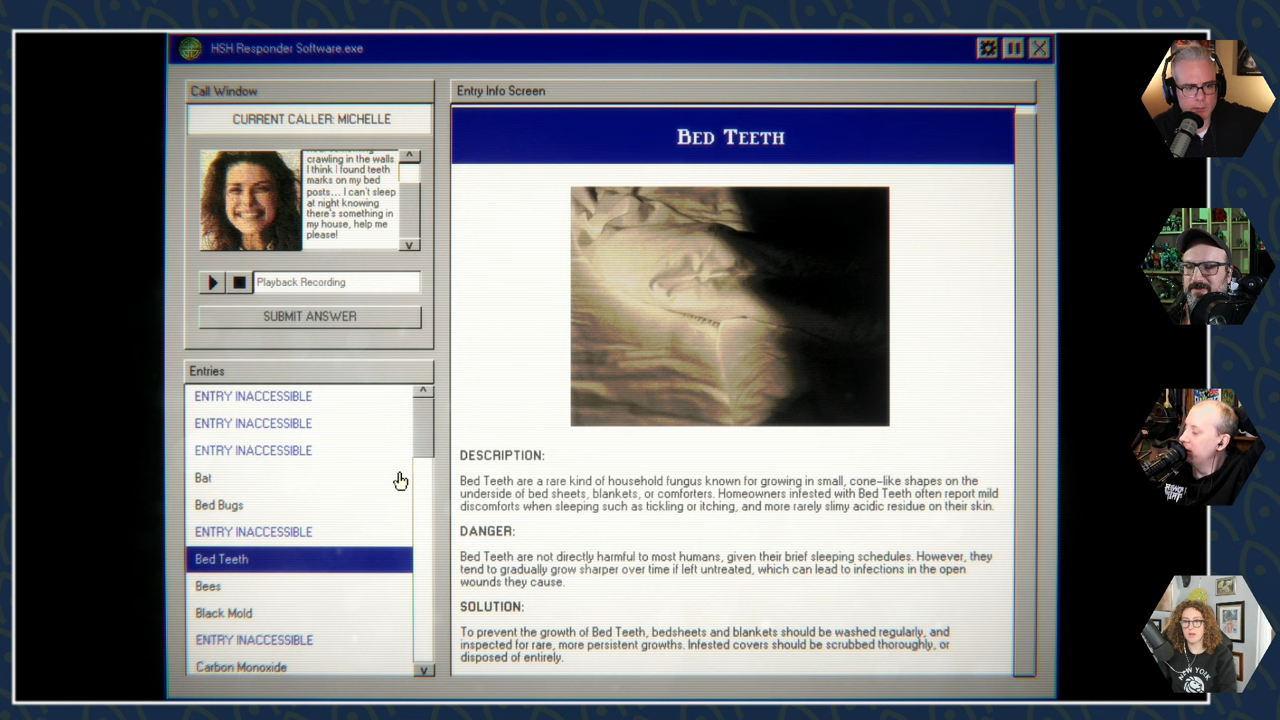 HSH Responder Software.exe
Call Window
CURRENT CALLER: MICHELLE
crawling in the walls.
I think I found teeth
marks on my bed
posts... I can't sleep
at night knowing
there's something in
my house, help me
please!
Playback Recording
SUBMIT ANSWER
Entries
ENTRY INACCESSIBLE
ENTRY INACCESSIBLE
ENTRY INACCESSIBLE
Bat
Bed Bugs
ENTRY INACCESSIBLE
Bed Teeth
Bees
Black Mold
ENTRY INACCESSIBLE
Carbon Monoxide
Entry Info Screen
BED TEETH
DESCRIPTION:
Bed Teeth are a rare kind of household fungus known for growing in small, cone-like shapes on the
underside of bed sheets, blankets, or comforters. Homeowners infested with Bed Teeth often report mild
discomforts when sleeping such as tickling or itching, and more rarely slimy acidic residue on their skin.
DANGER:
Bed Teeth are not directly harmful to most humans, given their brief sleeping schedules. However, they
tend to gradually grow sharper over time if left untreated, which can lead to infections in the open
wounds they cause.
SOLUTION:
To prevent the growth of Bed Teeth, bedsheets and blankets should be washed regularly, and
inspected for rare, more persistent growths. Infested covers should be scrubbed thoroughly, or
disposed of entirely.
NEW YORK